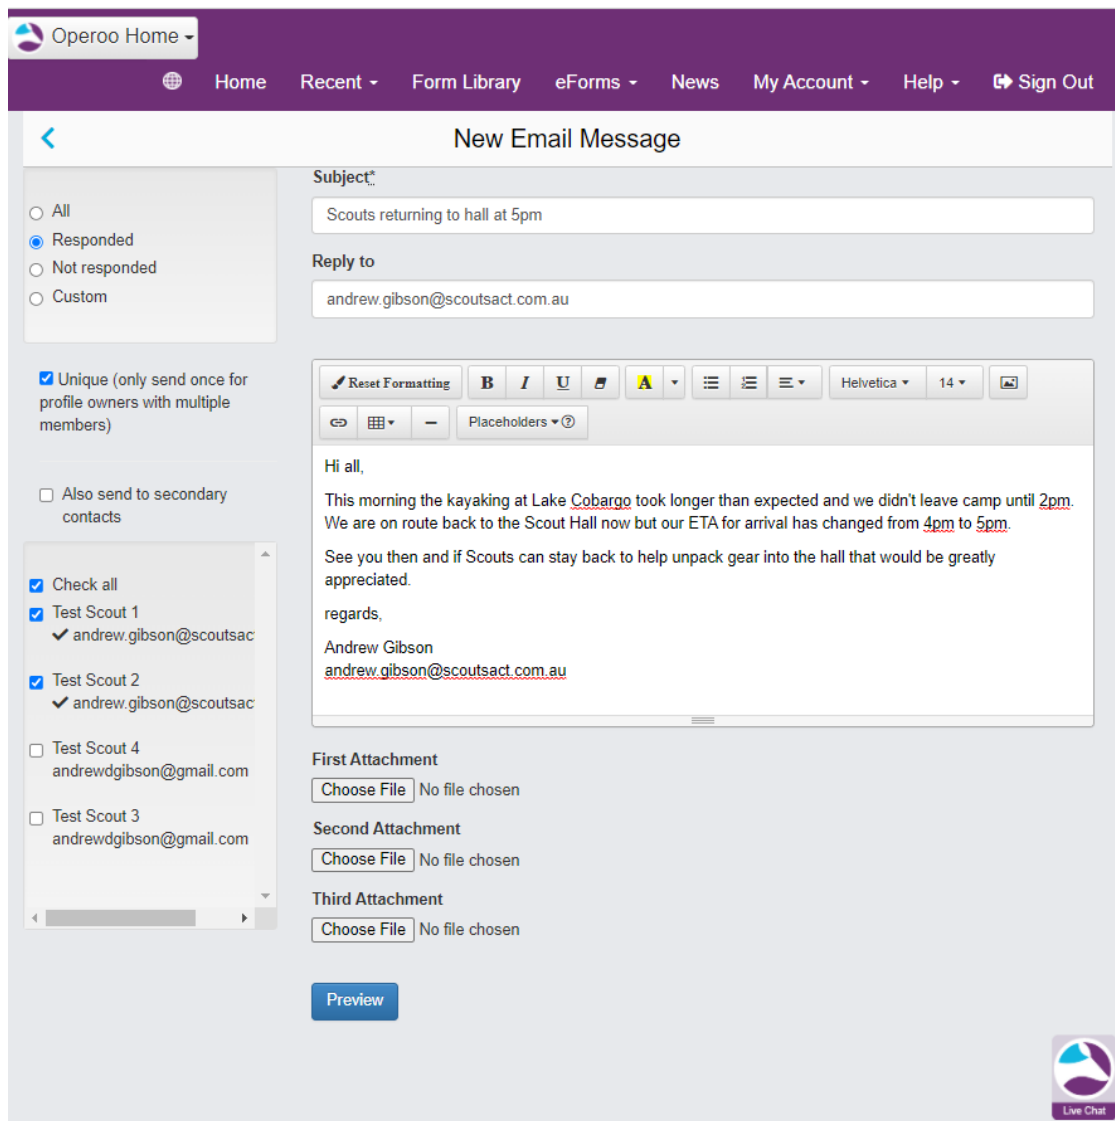 Operoo Home
Home Recent Form Library eForms News My Account Help Sign Out
New Email Message
All
Responded
Not responded
Custom
Unique (only send once for
profile owners with multiple
members)
Also send to secondary
contacts
Check all
Test Scout 1
andrew.gibson@scoutsac
Test Scout 2
andrew.gibson@scoutsac
Test Scout 4
andrewdgibson@gmail.com
Test Scout 3
andrewdgibson@gmail.com
Subject*
Scouts returning to hall at 5pm
Reply to
andrew.gibson@scoutsact.com.au
Reset Formatting B I U A Helvetica 14
Placeholders
Hi all,
This morning the kayaking at Lake Cobargo took longer than expected and we didn't leave camp until 2pm.
We are on route back to the Scout Hall now but our ETA for arrival has changed from 4pm to 5pm.
See you then and if Scouts can stay back to help unpack gear into the hall that would be greatly
appreciated.
regards,
Andrew Gibson
andrew.gibson@scoutsact.com.au
First Attachment
Choose File No file chosen
Second Attachment
Choose File No file chosen
Third Attachment
Choose File No file chosen
Preview
Live Chat